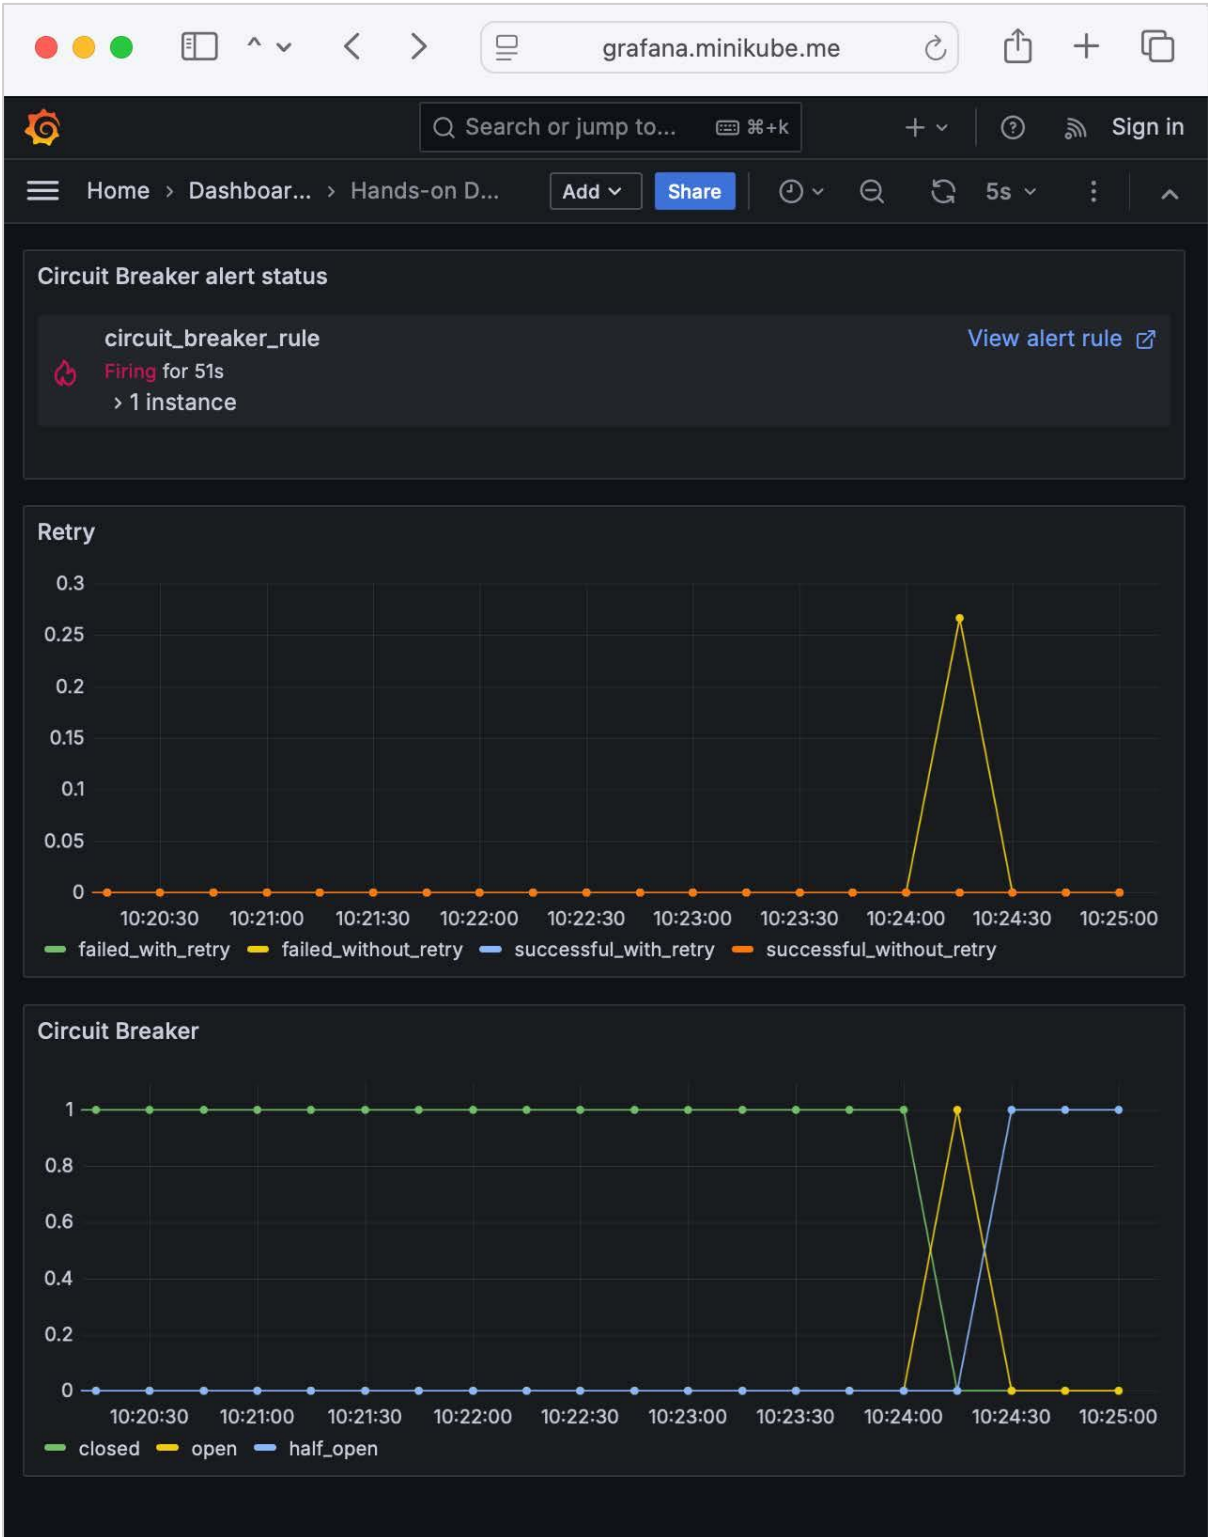 grafana.minikube.me
Search or jump to... ⌘+k Sign in
Home › Dashboar... › Hands-on D... Add Share 5s
Circuit Breaker alert status
circuit_breaker_rule View alert rule
Firing for 51s
› 1 instance
Retry
0.3
0.25
0.2
0.15
0.1
0.05
0
10:20:30 10:21:00 10:21:30 10:22:00 10:22:30 10:23:00 10:23:30 10:24:00 10:24:30 10:25:00
failed_with_retry failed_without_retry successful_with_retry successful_without_retry
Circuit Breaker
1
0.8
0.6
0.4
0.2
0
10:20:30 10:21:00 10:21:30 10:22:00 10:22:30 10:23:00 10:23:30 10:24:00 10:24:30 10:25:00
closed open half_open